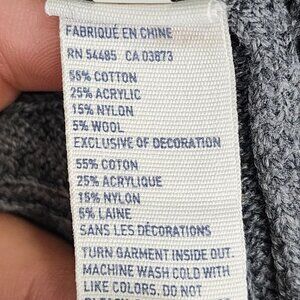 FABRIQUÉ EN CHINE
RN 54485 CA 03873
55% COTTON
25% ACRYLIC
15% NYLON
5% WOOL
EXCLUSIVE OF DECORATION
55% COTON
25% ACRYLIQUE
15% NYLON
5% LAINE
SANS LES DÉCORATIONS
TURN GARMENT INSIDE OUT.
MACHINE WASH COLD WITH
LIKE COLORS. DO NOT